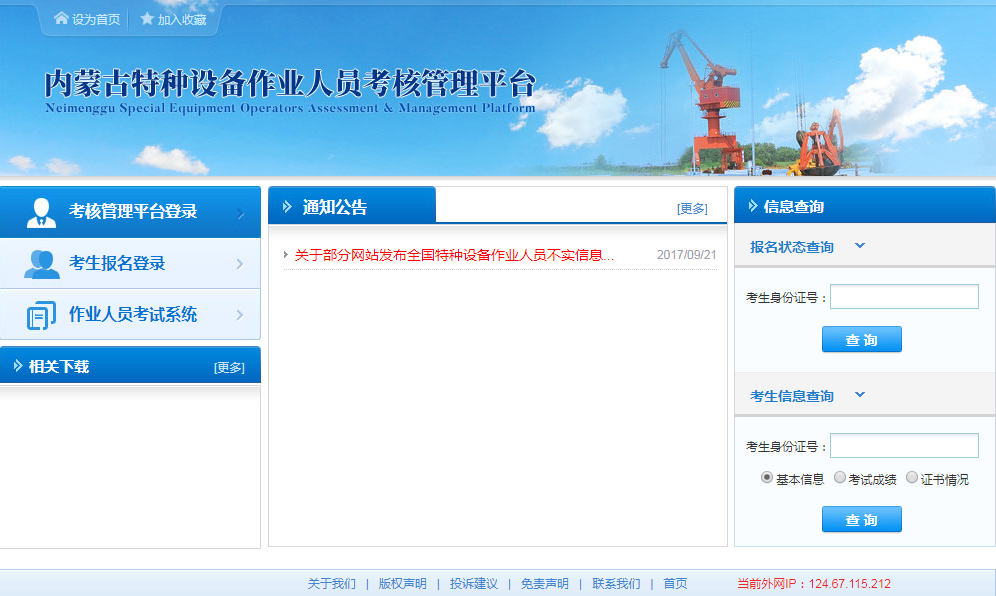 设为首页 加入收藏
内蒙古特种设备作业人员考核管理平台
Neimenggu Special Equipment Operators Assessment & Management Platform
考核管理平台登录
考生报名登录
作业人员考试系统
相关下载 [更多]
通知公告 [更多]
关于部分网站发布全国特种设备作业人员不实信息... 2017/09/21
信息查询
报名状态查询
考生身份证号：
查 询
考生信息查询
考生身份证号：
基本信息 考试成绩 证书情况
查 询
关于我们 | 版权声明 | 投诉建议 | 免责声明 | 联系我们 | 首页 当前外网IP：124.67.115.212